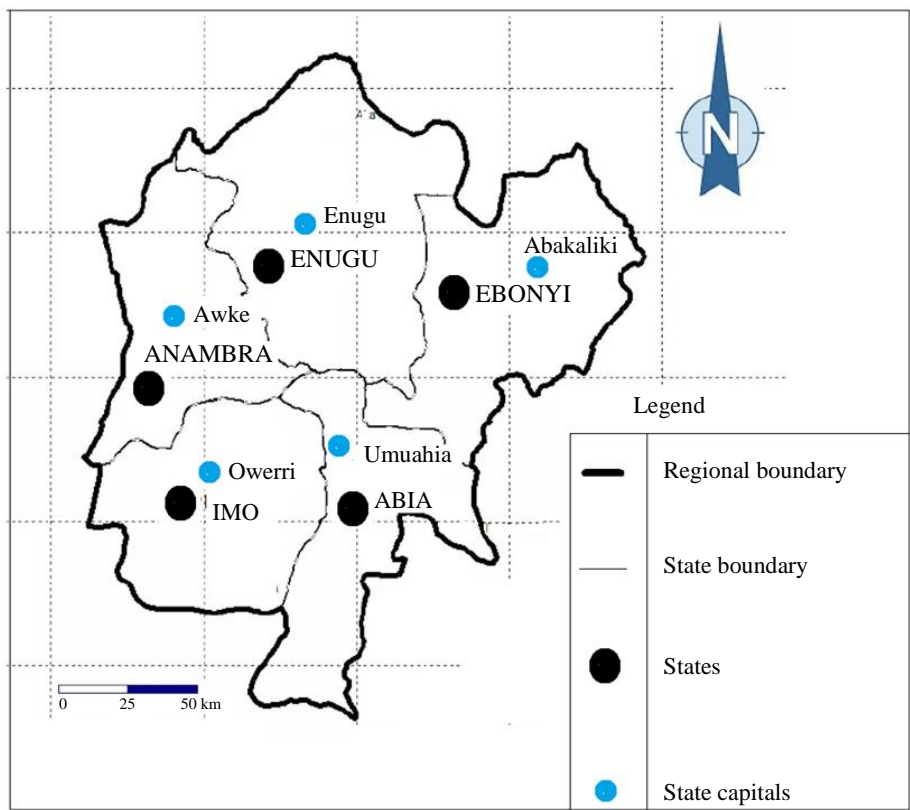 N
Enugu
ENUGU
Abakaliki
EBONYI
Awke
ANAMBRA
Legend
Umuahia
Owerri
ABIA
IMO
Regional boundary
State boundary
States
State capitals
0 25 50 km